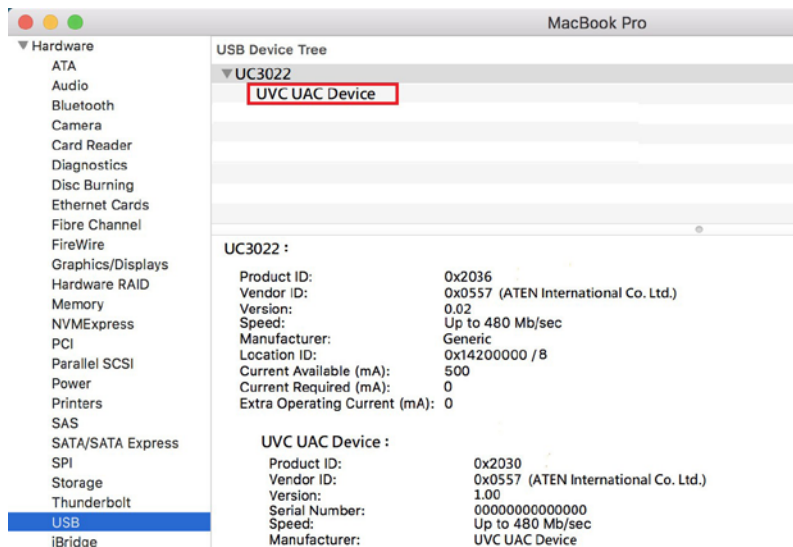 MacBook Pro
Hardware
ATA
Audio
Bluetooth
Camera
Card Reader
Diagnostics
Disc Burning
Ethernet Cards
Fibre Channel
FireWire
Graphics/Displays
Hardware RAID
Memory
NVMExpress
PCI
Parallel SCSI
Power
Printers
SAS
SATA/SATA Express
SPI
Storage
Thunderbolt
USB
iBridge
USB Device Tree
UC3022
UVC UAC Device
UC3022 :
Product ID: 0x2036
Vendor ID: 0x0557 (ATEN International Co. Ltd.)
Version: 0.02
Speed: Up to 480 Mb/sec
Manufacturer: Generic
Location ID: 0x14200000 / 8
Current Available (mA): 500
Current Required (mA): 0
Extra Operating Current (mA): 0
UVC UAC Device :
Product ID: 0x2030
Vendor ID: 0x0557 (ATEN International Co. Ltd.)
Version: 1.00
Serial Number: 00000000000000
Speed: Up to 480 Mb/sec
Manufacturer: UVC UAC Device